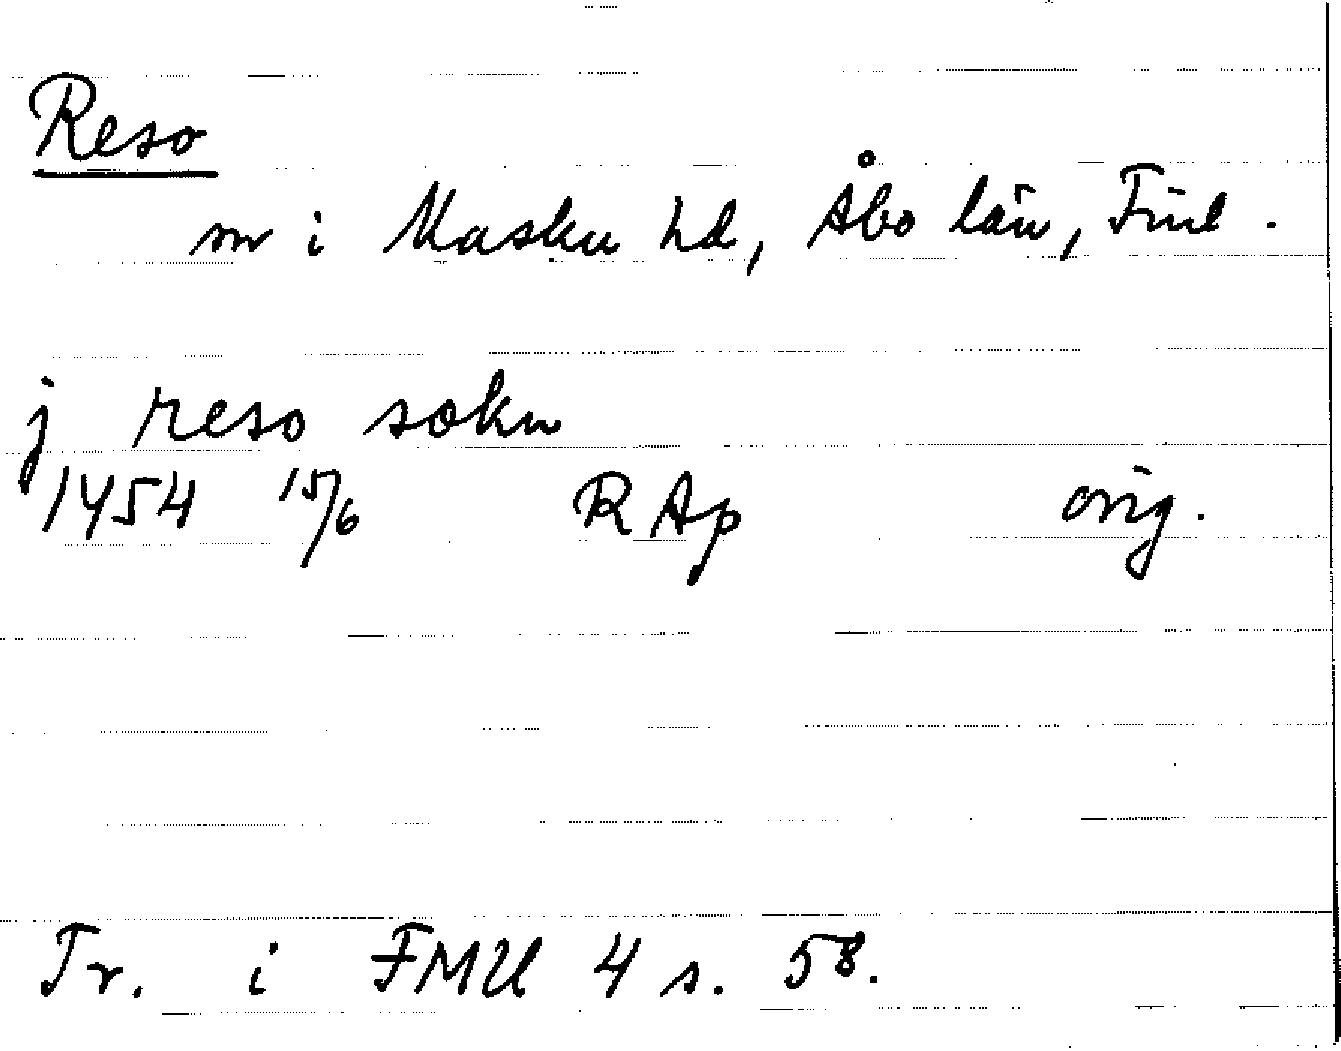 Reso
sn i Masku hd, Åbo län, Finl.
j reso sokn
1454 15/6 RAp orig.
Tr. i FMU 4 s. 58.